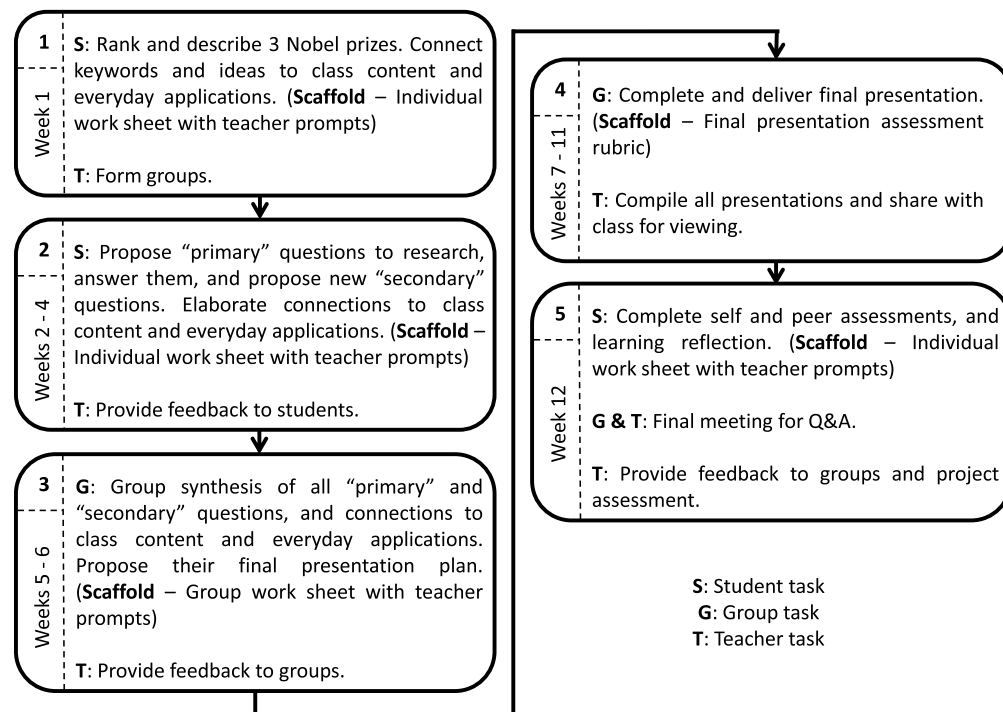 1
Week 1
S: Rank and describe 3 Nobel prizes. Connect
keywords and ideas to class content and
everyday applications. (Scaffold – Individual
work sheet with teacher prompts)
T: Form groups.
2
Weeks 2 - 4
S: Propose “primary” questions to research,
answer them, and propose new “secondary”
questions. Elaborate connections to class
content and everyday applications. (Scaffold –
Individual work sheet with teacher prompts)
T: Provide feedback to students.
3
Weeks 5 - 6
G: Group synthesis of all “primary” and
“secondary” questions, and connections to
class content and everyday applications.
Propose their final presentation plan.
(Scaffold – Group work sheet with teacher
prompts)
T: Provide feedback to groups.
4
Weeks 7 - 11
G: Complete and deliver final presentation.
(Scaffold – Final presentation assessment
rubric)
T: Compile all presentations and share with
class for viewing.
5
Week 12
S: Complete self and peer assessments, and
learning reflection. (Scaffold – Individual
work sheet with teacher prompts)
G & T: Final meeting for Q&A.
T: Provide feedback to groups and project
assessment.
S: Student task
G: Group task
T: Teacher task